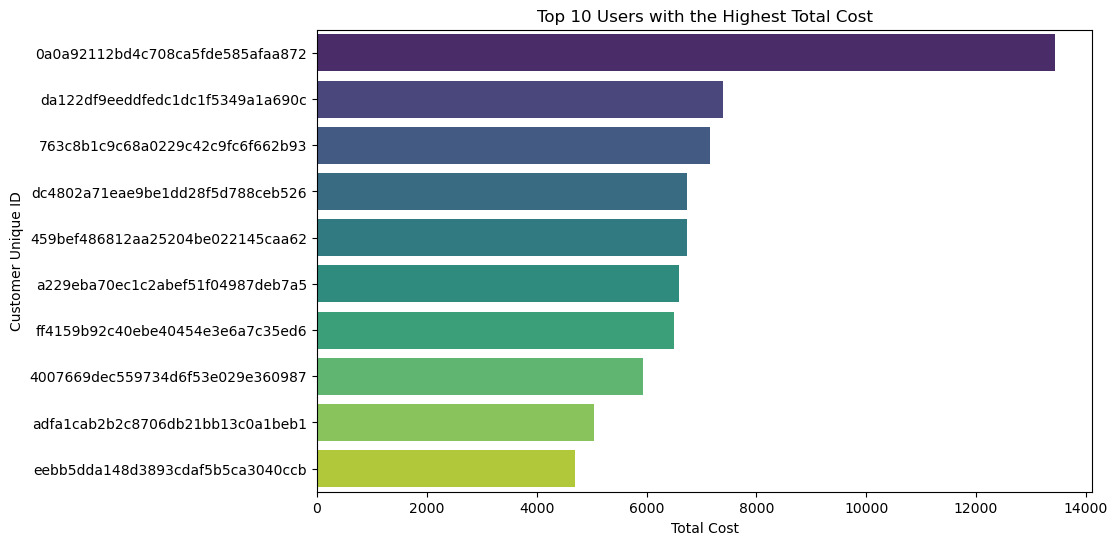 Top 10 Users with the Highest Total Cost
Customer Unique ID
0a0a92112bd4c708ca5fde585afaa872
da122df9eeddfedc1dc1f5349a1a690c
763c8b1c9c68a0229c42c9fc6f662b93
dc4802a71eae9be1dd28f5d788ceb526
459bef486812aa25204be022145caa62
a229eba70ec1c2abef51f04987deb7a5
ff4159b92c40ebe40454e3e6a7c35ed6
4007669dec559734d6f53e029e360987
adfa1cab2b2c8706db21bb13c0a1beb1
eebb5dda148d3893cdaf5b5ca3040ccb
0 2000 4000 6000 8000 10000 12000 14000
Total Cost